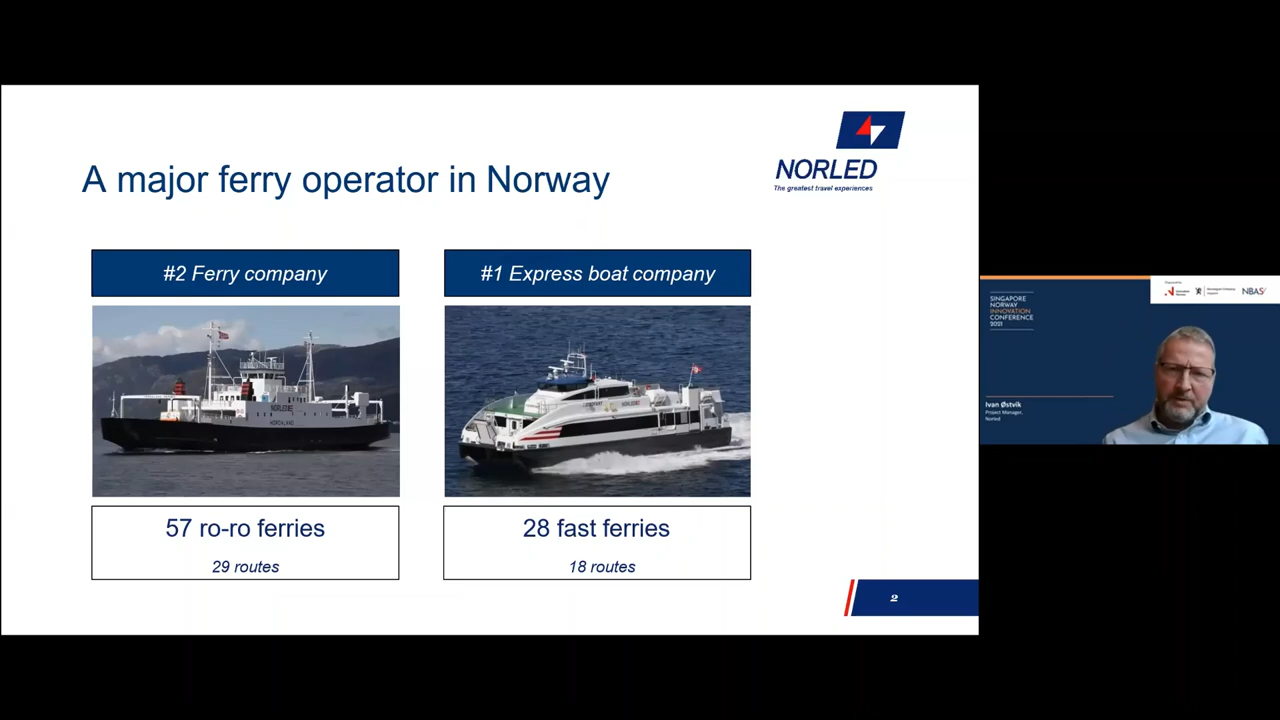 A major ferry operator in Norway
NORLED
The greatest travel experiences
#2 Ferry company
#1 Express boat company
57 ro-ro ferries
29 routes
28 fast ferries
18 routes
2
SINGAPORE
NORWAY
INNOVATION
CONFERENCE
2021
NBAS
Ivan Østvik
Project Manager,
Norled